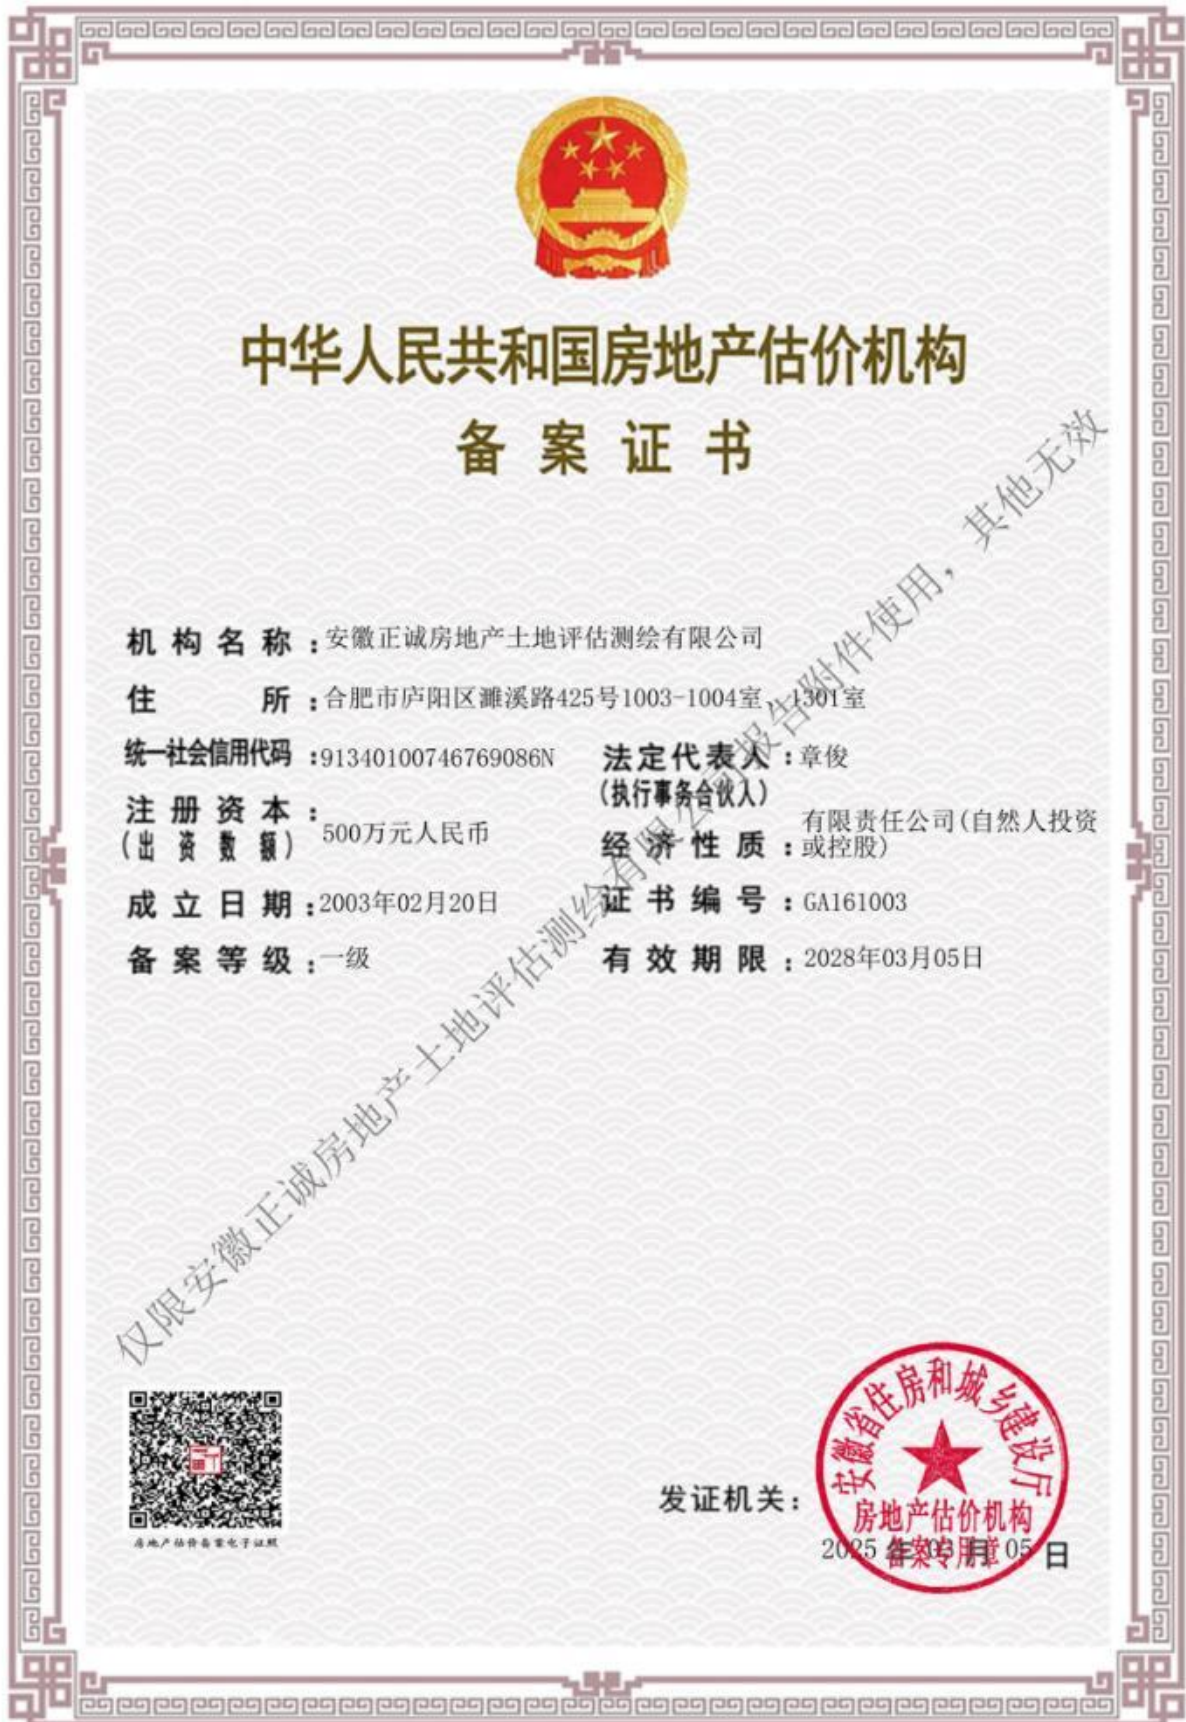 中华人民共和国房地产估价机构
备案证书
机构名称：安徽正诚房地产土地评估测绘有限公司
住所：合肥市庐阳区濉溪路425号1003-1004室、1301室
统一社会信用代码：91340100746769086N
法定代表人：章俊
(执行事务合伙人)
注册资本：500万元人民币
(出资数额)
经济性质：有限责任公司(自然人投资
或控股)
成立日期：2003年02月20日
证书编号：GA161003
备案等级：一级
有效期限：2028年03月05日
仅限安徽正诚房地产土地评估测绘有限公司报告附件使用，其他无效
房地产估价备案电子证照
发证机关：
安徽省住房和城乡建设厅
房地产估价机构
备案专用章
2025年03月05日